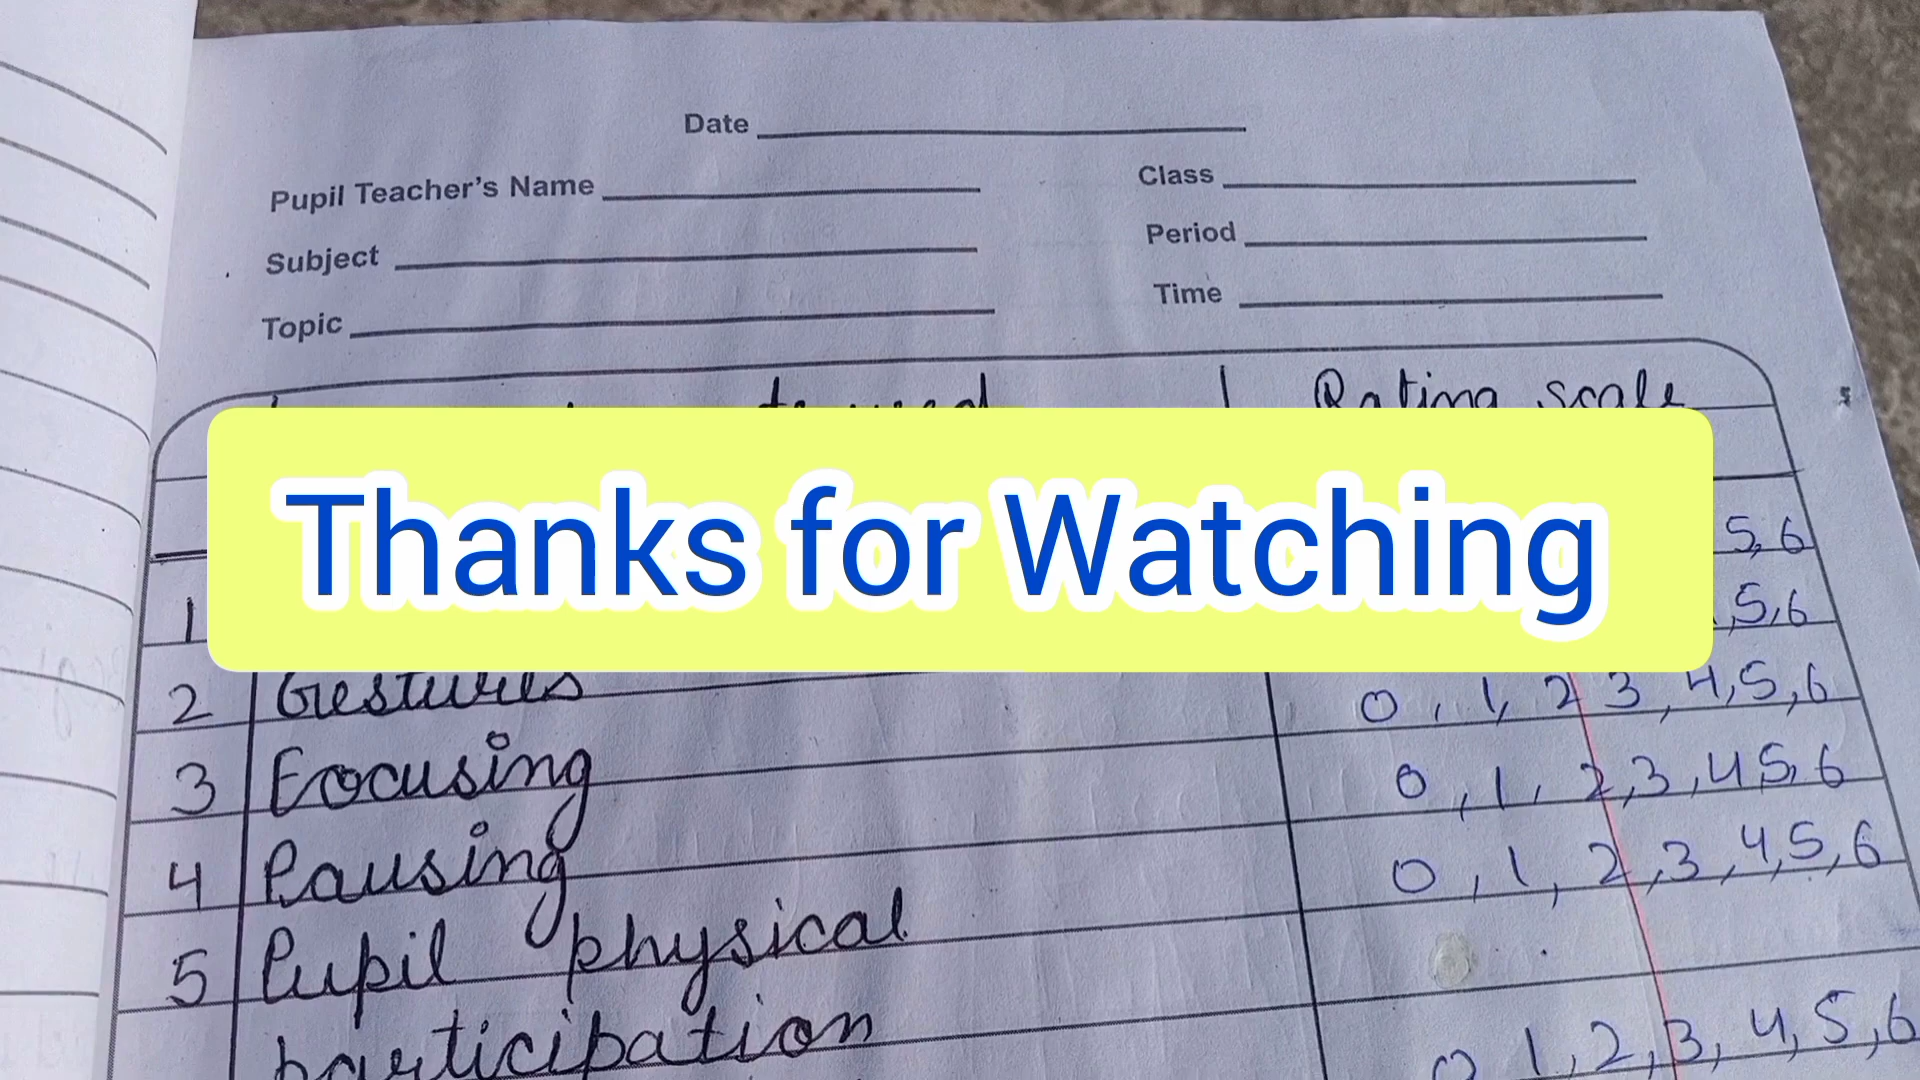 Date
Pupil Teacher's Name
Class
Subject
Period
Topic
Time
Rating scale
Thanks for Watching
5, 6
1 , 5, 6
2 Gestures 0, 1, 2 3, 4, 5, 6
3 Focusing 0, 1, 2, 3, 4 5, 6
4 Pausing 0, 1, 2, 3, 4, 5, 6
5 Pupil physical
participation 0 1, 2, 3, 4, 5, 6